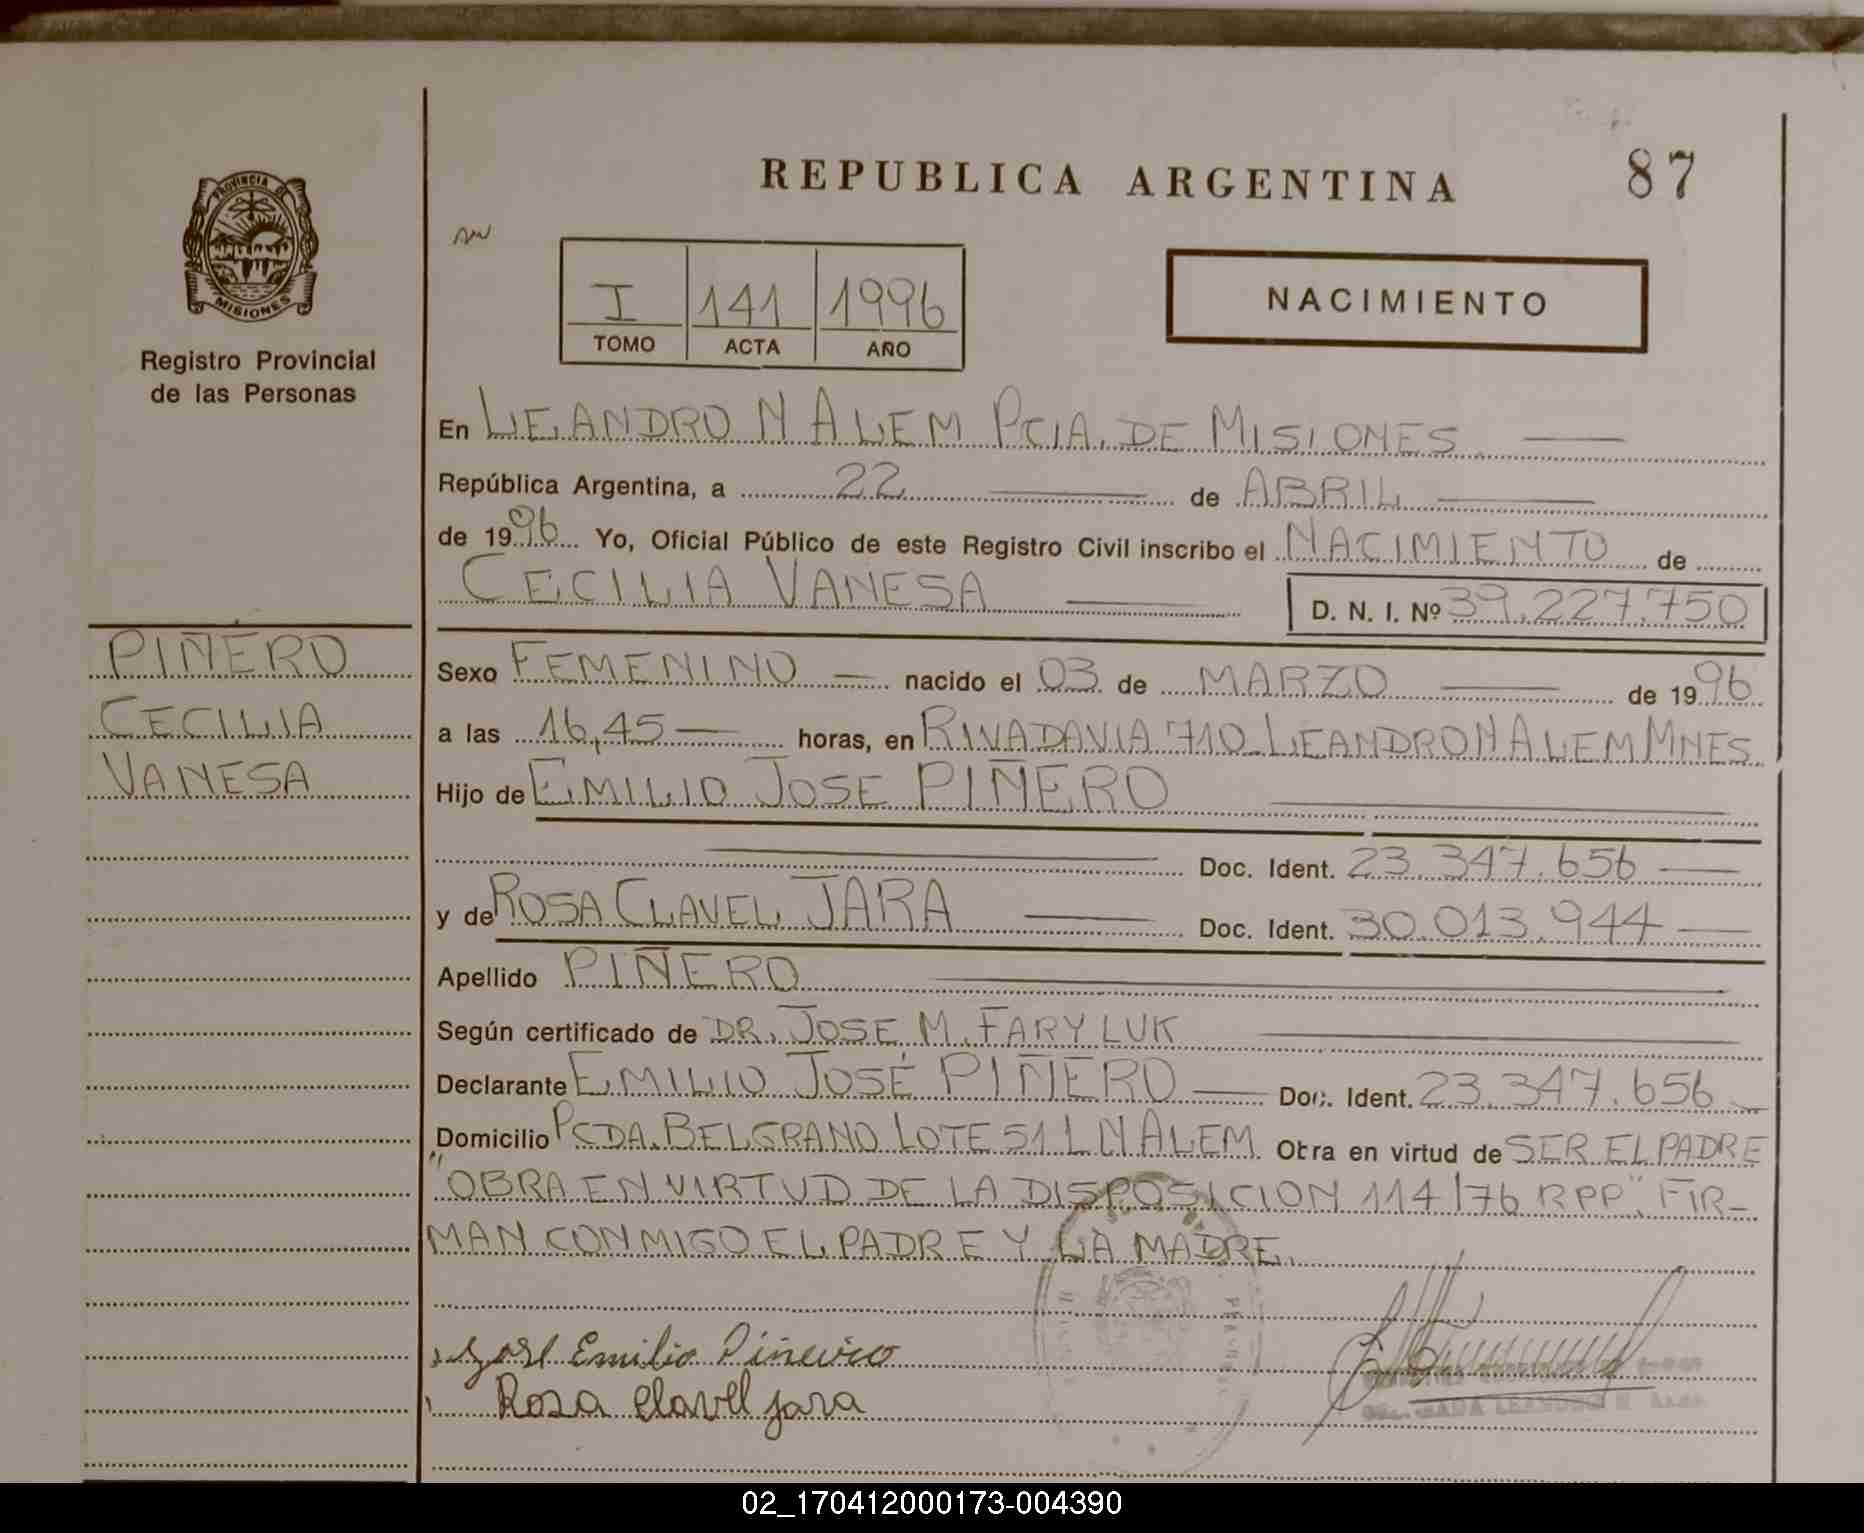 REPUBLICA ARGENTINA
87
PROVINCIA DE
MISIONES
Registro Provincial
de las Personas
I 141 1996
TOMO ACTA AÑO
NACIMIENTO
En LEANDRO N ALEM PCIA. DE MISIONES
República Argentina, a 22 de ABRIL
de 1996 Yo, Oficial Público de este Registro Civil inscribo el NACIMIENTO de
CECILIA VANESA D. N. I. Nº 39.227.750
PIÑERO
CECILIA
VANESA
Sexo FEMENINO nacido el 03 de MARZO de 1996
a las 16,45 horas, en RIVADAVIA 710 LEANDRO N ALEM MNES
Hijo de EMILIO JOSE PIÑERO
Doc. Ident. 23.347.656
y de ROSA CLAVEL JARA Doc. Ident. 30.013.944
Apellido PIÑERO
Según certificado de DR. JOSE M. FARYLUK
Declarante EMILIO JOSÉ PIÑERO Doc. Ident. 23.347.656
Domicilio PCDA. BELGRANO LOTE 51 L N ALEM Obra en virtud de SER EL PADRE
"OBRA EN VIRTUD DE LA DISPOSICION 114/76 RPP". FIR-
MAN CONMIGO EL PADRE Y LA MADRE.
José Emilio Piñeiro
Rosa Clavel Jara
02_170412000173-004390